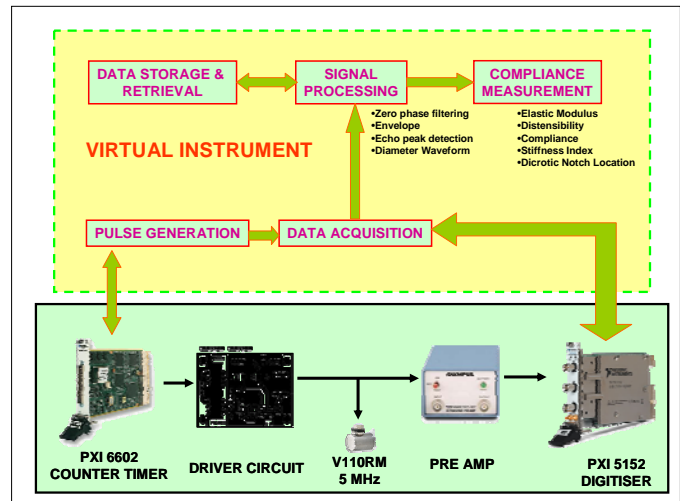 DATA STORAGE &
RETRIEVAL
SIGNAL
PROCESSING
COMPLIANCE
MEASUREMENT
•Zero phase filtering
•Envelope
•Echo peak detection
•Diameter Waveform
•Elastic Modulus
•Distensibility
•Compliance
•Stiffness Index
•Dicrotic Notch Location
VIRTUAL INSTRUMENT
PULSE GENERATION
DATA ACQUISITION
OLYMPUS
PXI 6602
COUNTER TIMER
DRIVER CIRCUIT
V110RM
5 MHz
PRE AMP
PXI 5152
DIGITISER